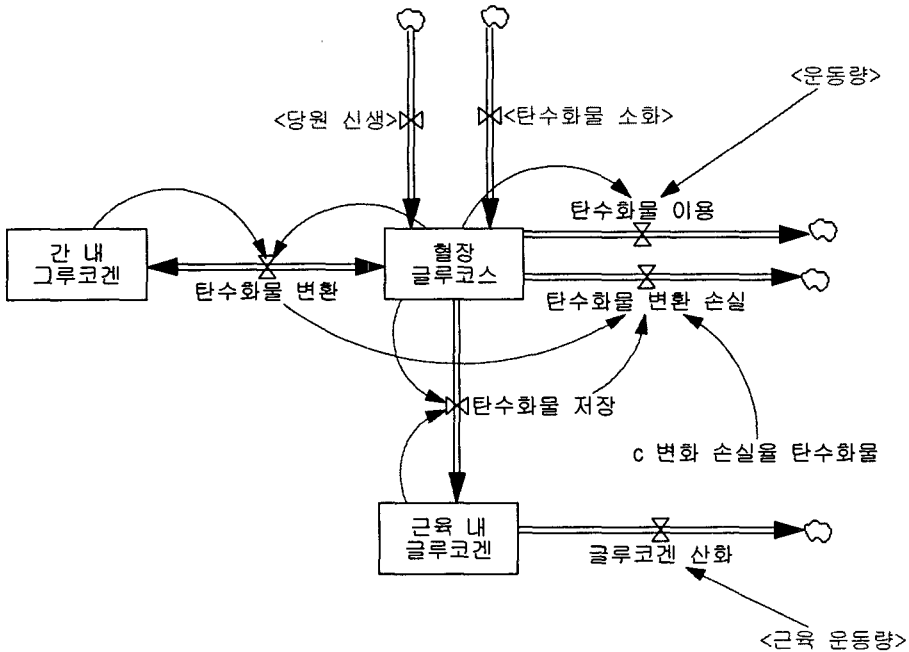 <운동량>
<당원 신생>
<탄수화물 소화>
탄수화물 이용
간 내
그루코겐
혈장
글루코스
탄수화물 변환
탄수화물 변환 손실
탄수화물 저장
c 변화 손실율 탄수화물
근육 내
글루코겐
글루코겐 산화
<근육 운동량>